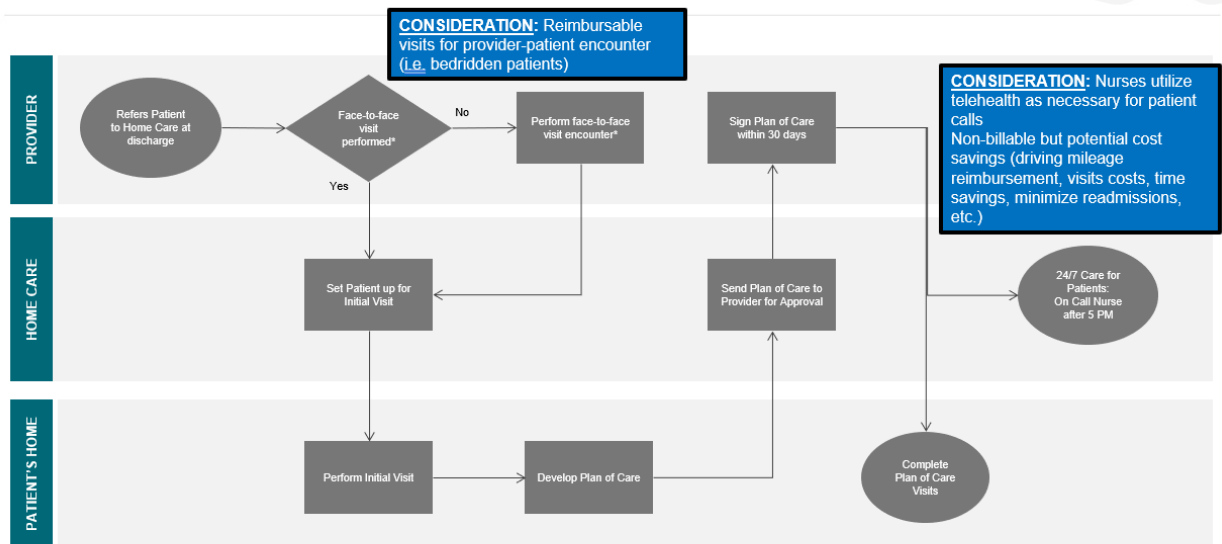 CONSIDERATION: Reimbursable
visits for provider-patient encounter
(i.e. bedridden patients)
CONSIDERATION: Nurses utilize
telehealth as necessary for patient
calls
Non-billable but potential cost
savings (driving mileage
reimbursement, visits costs, time
savings, minimize readmissions,
etc.)
PROVIDER
Refers Patient
to Home Care at
discharge
Face-to-face
visit
performed*
No
Yes
Perform face-to-face
visit encounter*
Sign Plan of Care
within 30 days
HOME CARE
Set Patient up for
Initial Visit
Send Plan of Care to
Provider for Approval
24/7 Care for
Patients:
On Call Nurse
after 5 PM
PATIENT'S HOME
Perform Initial Visit
Develop Plan of Care
Complete
Plan of Care
Visits